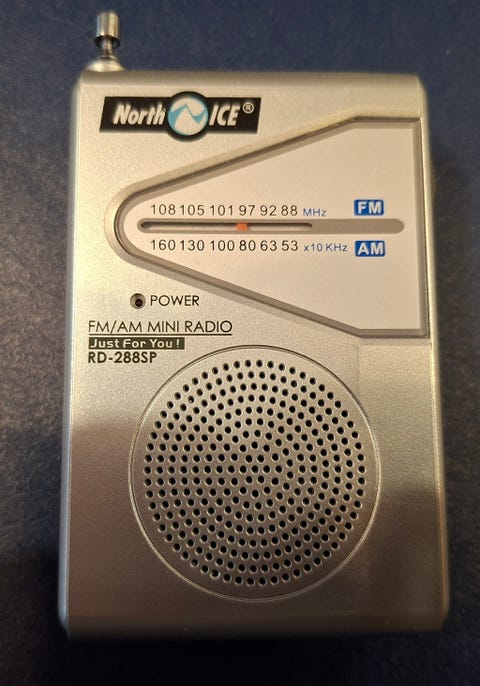 North ICE®
108 105 101 97 92 88 MHz FM
160 130 100 80 63 53 x10 KHz AM
POWER
FM/AM MINI RADIO
Just For You !
RD-288SP